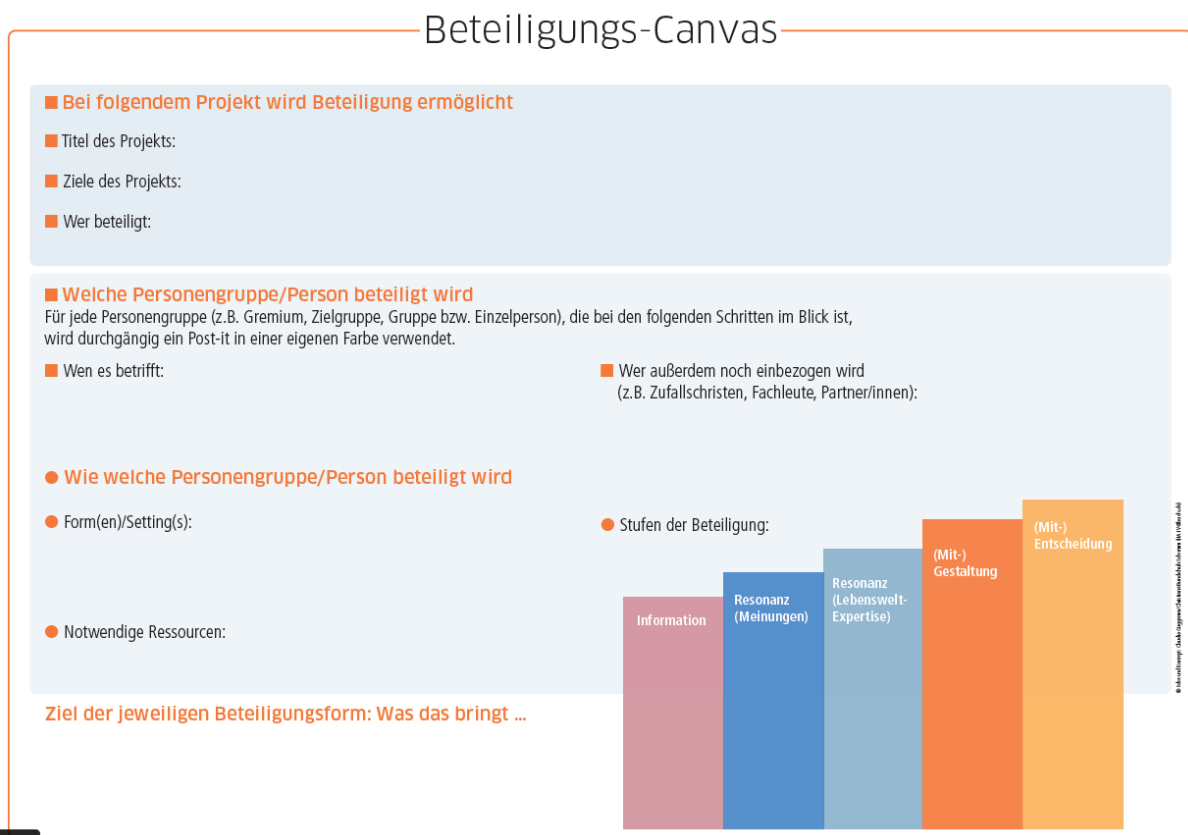 Beteiligungs-Canvas
Bei folgendem Projekt wird Beteiligung ermöglicht
Titel des Projekts:
Ziele des Projekts:
Wer beteiligt:
Welche Personengruppe/Person beteiligt wird
Für jede Personengruppe (z.B. Gremium, Zielgruppe, Gruppe bzw. Einzelperson), die bei den folgenden Schritten im Blick ist,
wird durchgängig ein Post-it in einer eigenen Farbe verwendet.
Wen es betrifft:
Wer außerdem noch einbezogen wird
(z.B. Zufallschristen, Fachleute, Partner/innen):
Wie welche Personengruppe/Person beteiligt wird
Form(en)/Setting(s):
Notwendige Ressourcen:
Stufen der Beteiligung:
Information
Resonanz
(Meinungen)
Resonanz
(Lebenswelt-
Expertise)
(Mit-)
Gestaltung
(Mit-)
Entscheidung
Ziel der jeweiligen Beteiligungsform: Was das bringt ...